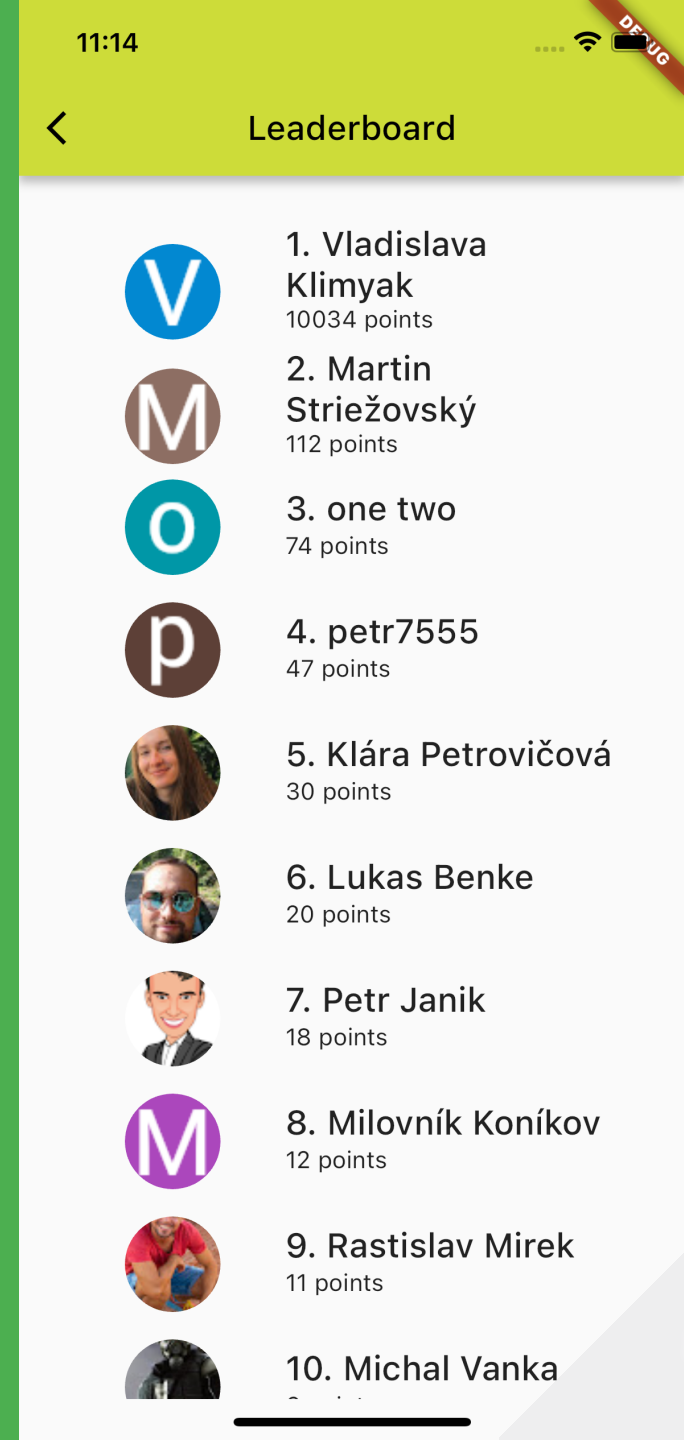 11:14
DEBUG
Leaderboard
V
1. Vladislava
Klimyak
10034 points
M
2. Martin
Striežovský
112 points
o
3. one two
74 points
p
4. petr7555
47 points
5. Klára Petrovičová
30 points
6. Lukas Benke
20 points
7. Petr Janik
18 points
M
8. Milovník Koníkov
12 points
9. Rastislav Mirek
11 points
10. Michal Vanka